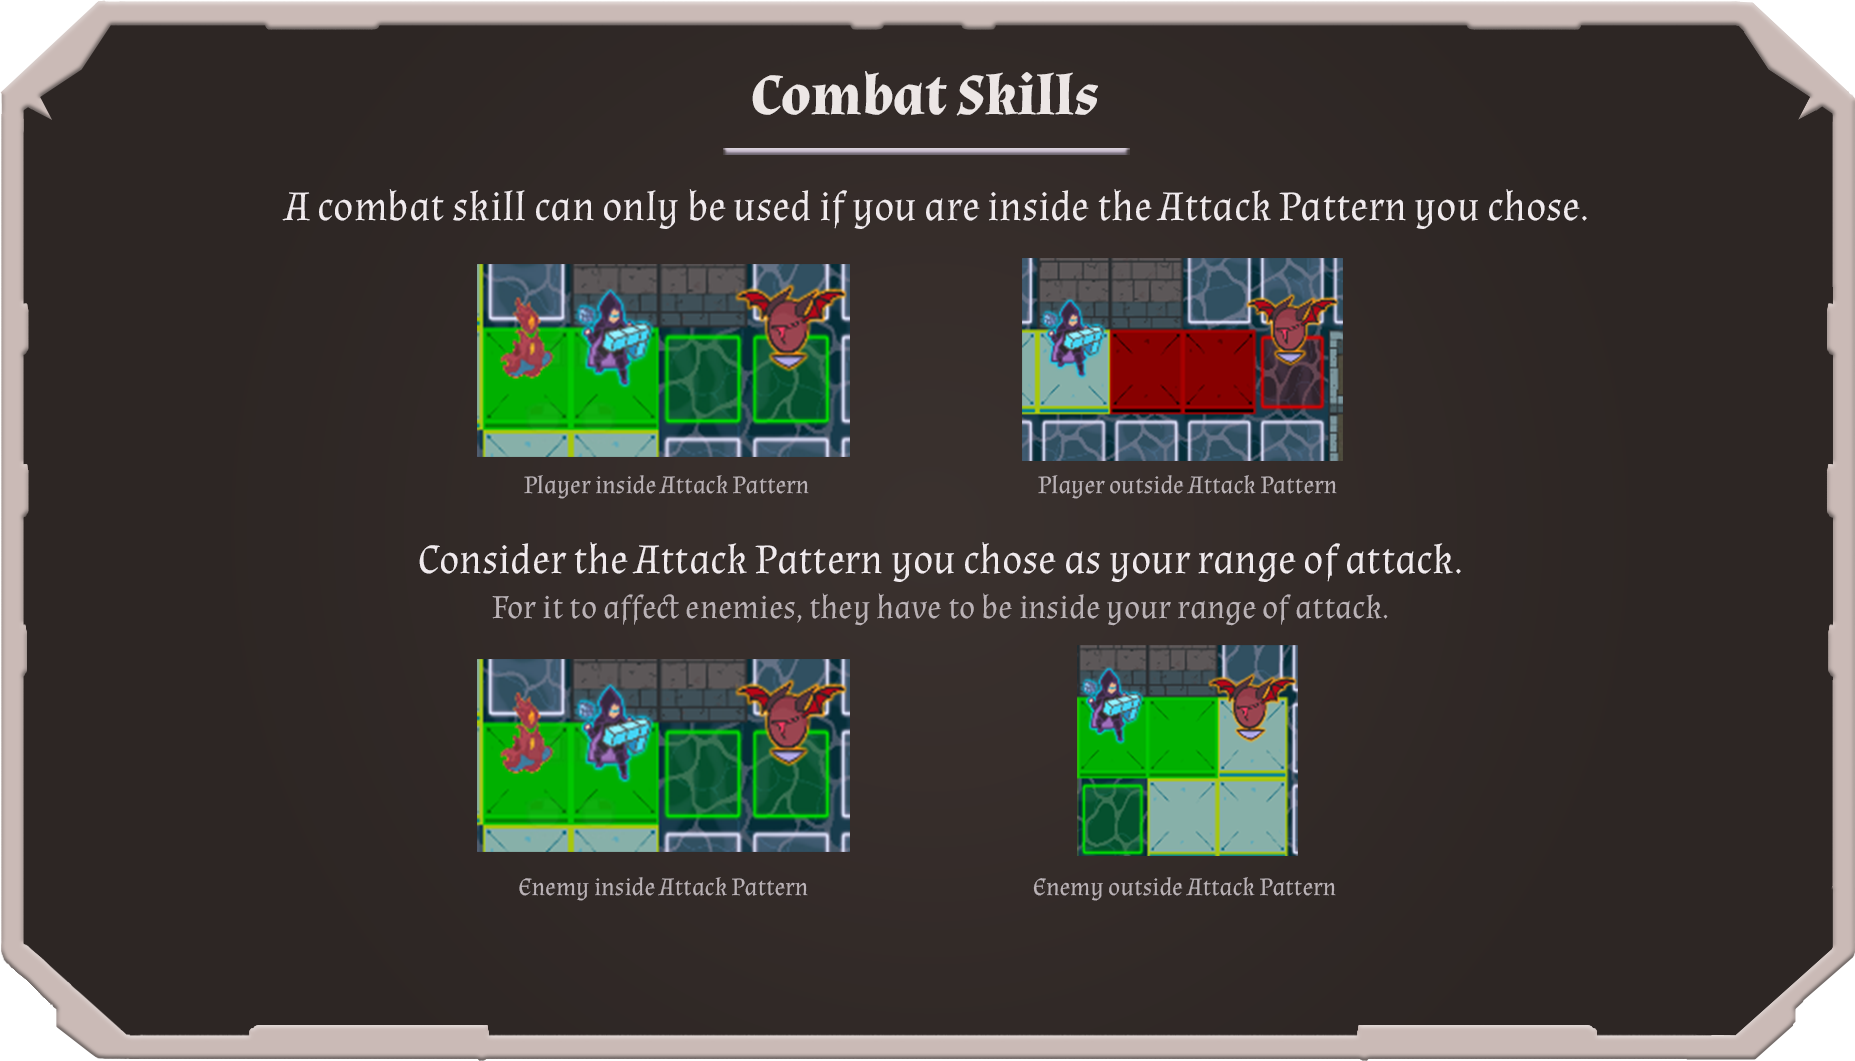 Combat Skills
A combat skill can only be used if you are inside the Attack Pattern you chose.
Player inside Attack Pattern
Player outside Attack Pattern
Consider the Attack Pattern you chose as your range of attack.
For it to affect enemies, they have to be inside your range of attack.
Enemy inside Attack Pattern
Enemy outside Attack Pattern